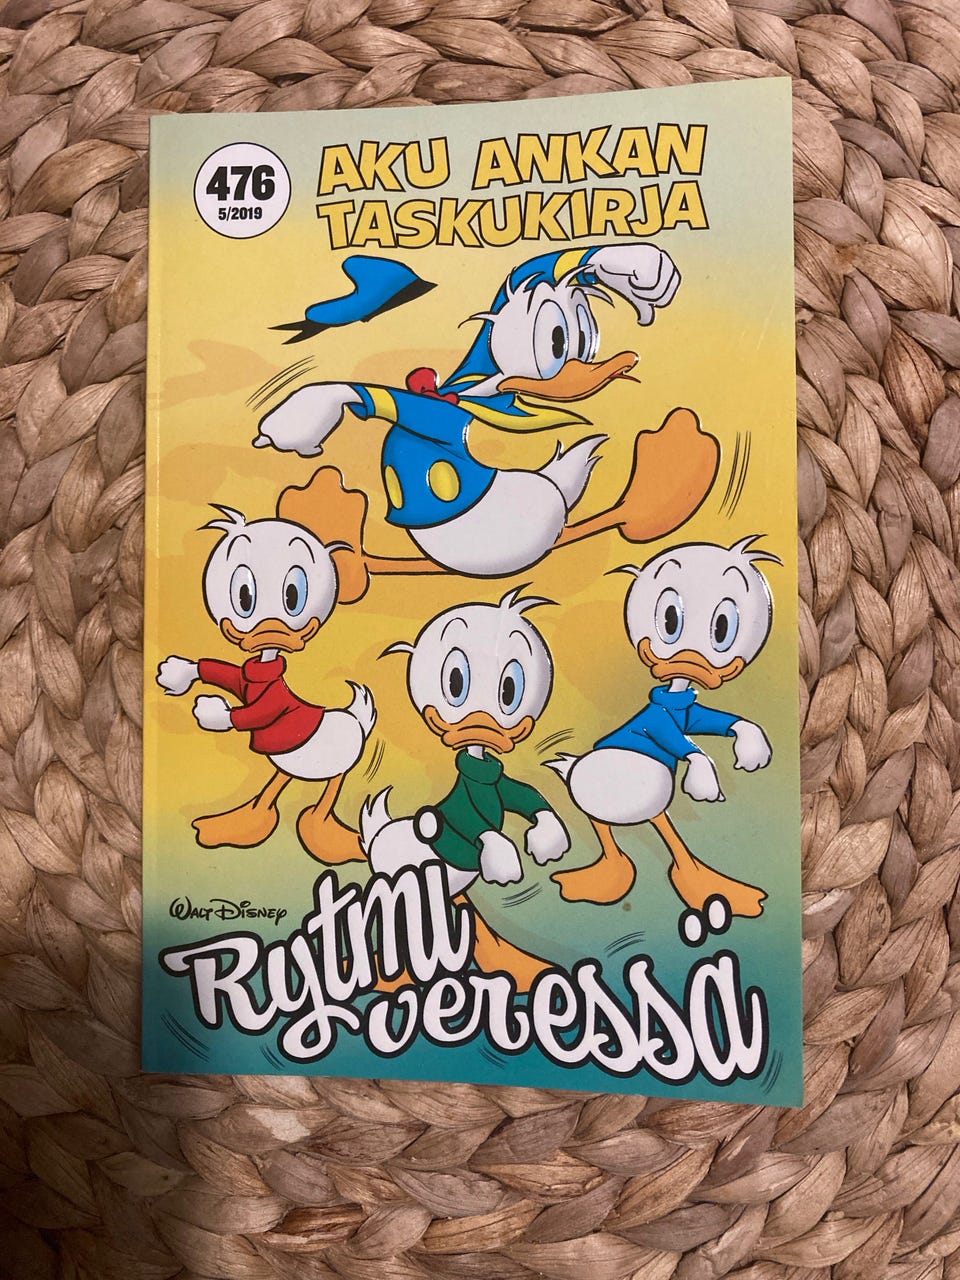 476
5/2019
AKU ANKAN
TASKUKIRJA
WALT DISNEY
Rytmi
veressä